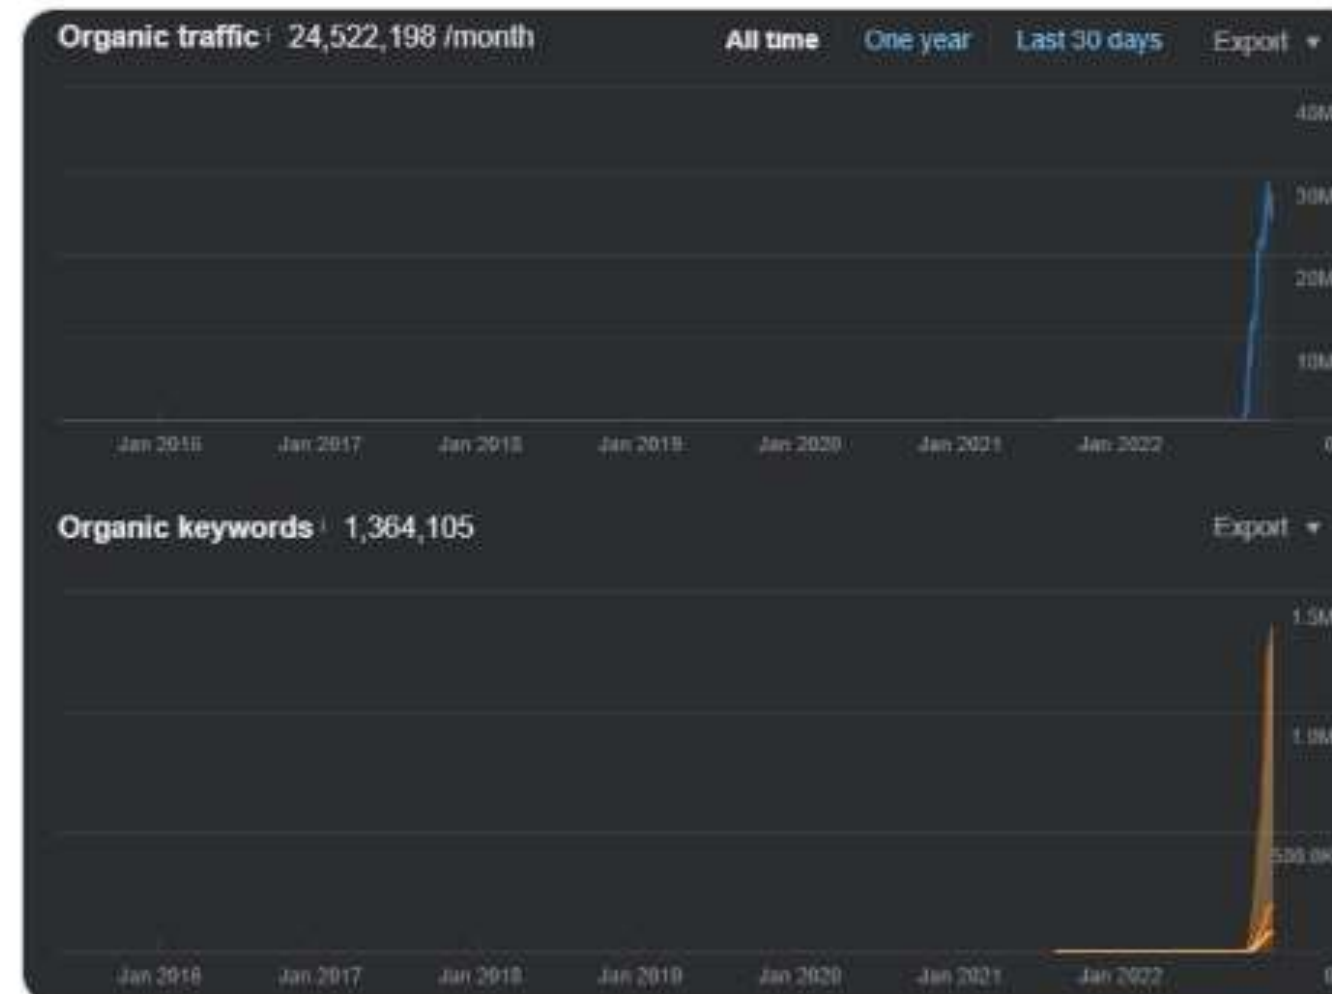 Organic traffic i 24,522,198 /month All time One year Last 30 days Export
40M
30M
20M
10M
Jan 2016 Jan 2017 Jan 2018 Jan 2019 Jan 2020 Jan 2021 Jan 2022 0
Organic keywords i 1,364,105 Export
1.5M
1.0M
500.0K
Jan 2016 Jan 2017 Jan 2018 Jan 2019 Jan 2020 Jan 2021 Jan 2022 0